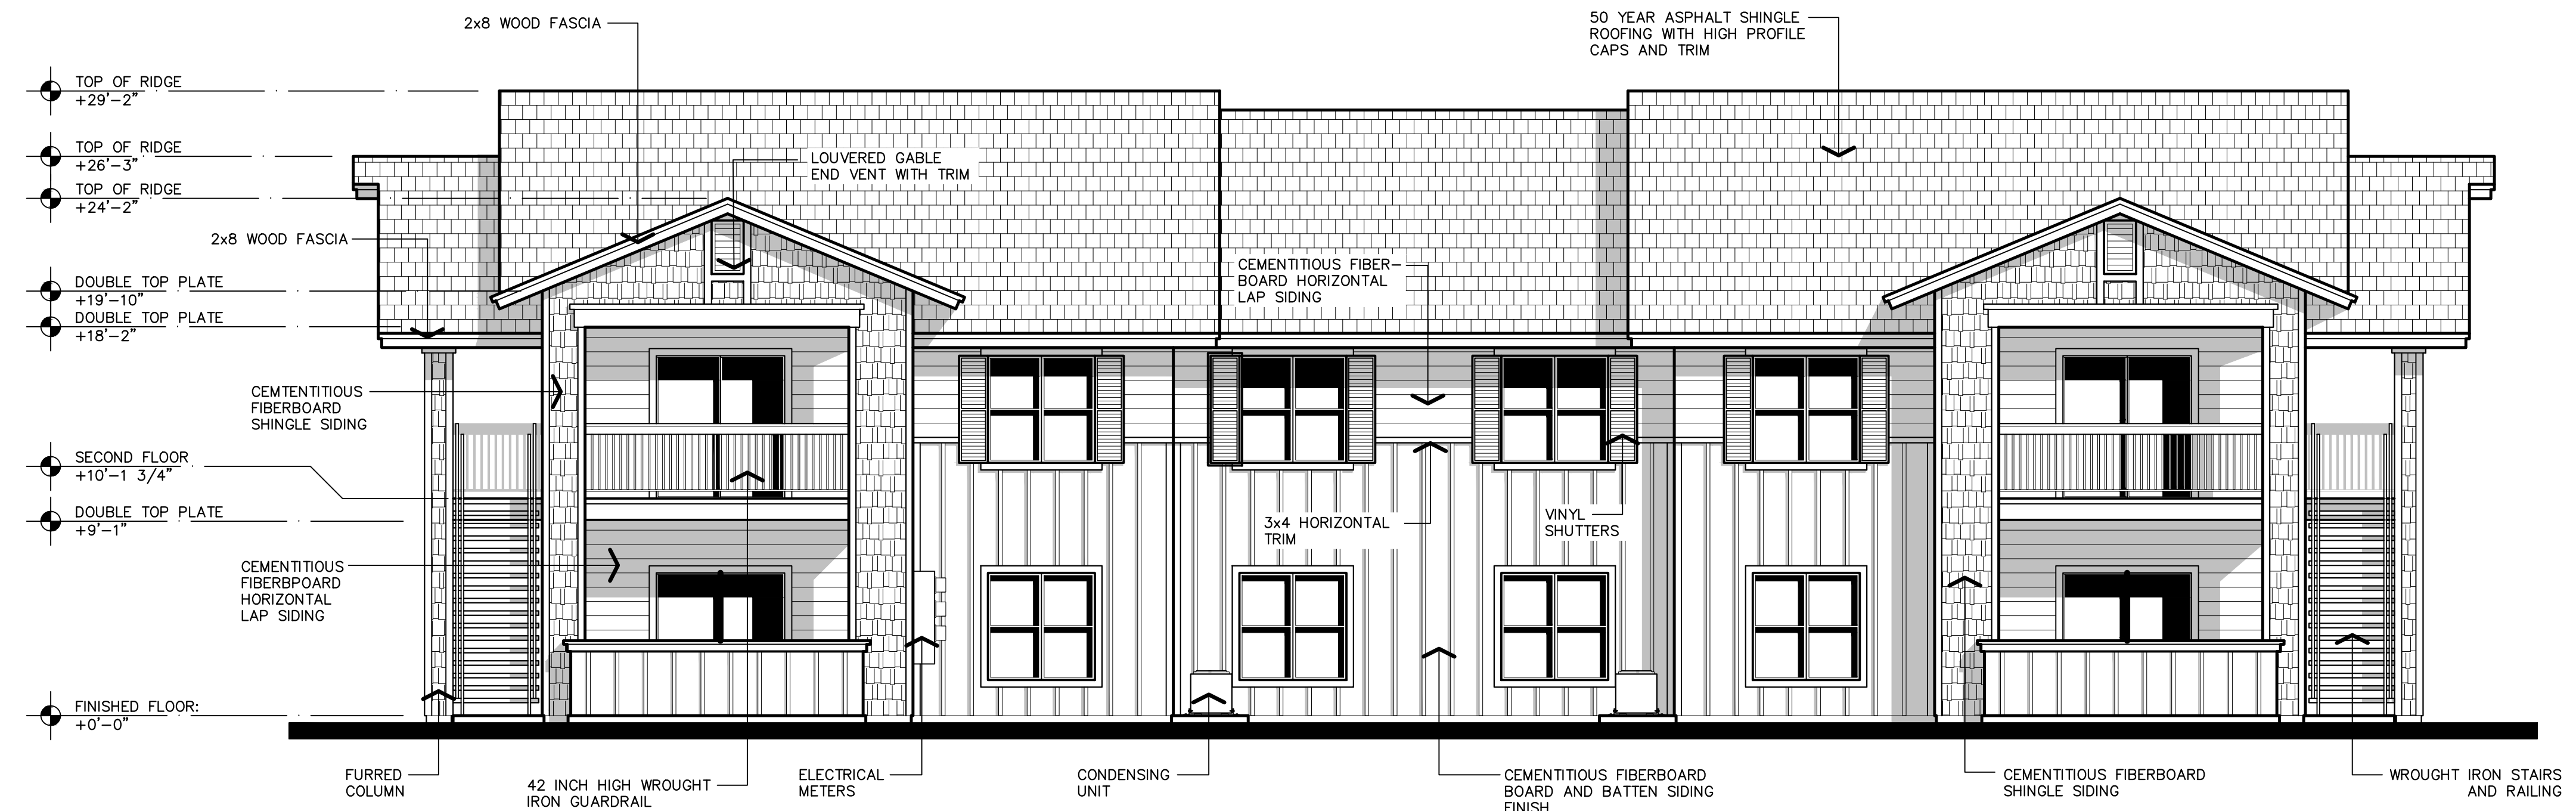 2x8 WOOD FASCIA
50 YEAR ASPHALT SHINGLE
ROOFING WITH HIGH PROFILE
CAPS AND TRIM
TOP OF RIDGE
+29'-2"
TOP OF RIDGE
+26'-3"
TOP OF RIDGE
+24'-2"
LOUVERED GABLE
END VENT WITH TRIM
2x8 WOOD FASCIA
DOUBLE TOP PLATE
+19'-10"
DOUBLE TOP PLATE
+18'-2"
CEMENTITIOUS FIBER-
BOARD HORIZONTAL
LAP SIDING
CEMTENTITIOUS
FIBERBOARD
SHINGLE SIDING
SECOND FLOOR
+10'-1 3/4"
DOUBLE TOP PLATE
+9'-1"
3x4 HORIZONTAL
TRIM
VINYL
SHUTTERS
CEMENTITIOUS
FIBERBPOARD
HORIZONTAL
LAP SIDING
FINISHED FLOOR:
+0'-0"
FURRED
COLUMN
42 INCH HIGH WROUGHT
IRON GUARDRAIL
ELECTRICAL
METERS
CONDENSING
UNIT
CEMENTITIOUS FIBERBOARD
BOARD AND BATTEN SIDING
FINISH
CEMENTITIOUS FIBERBOARD
SHINGLE SIDING
WROUGHT IRON STAIRS
AND RAILING